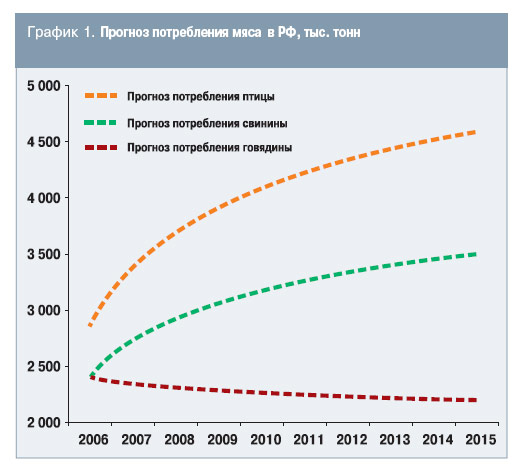 График 1. Прогноз потребления мяса в РФ, тыс. тонн
5 000
4 500
4 000
3 500
3 000
2 500
2 000
Прогноз потребления птицы
Прогноз потребления свинины
Прогноз потребления говядины
2006 2007 2008 2009 2010 2011 2012 2013 2014 2015